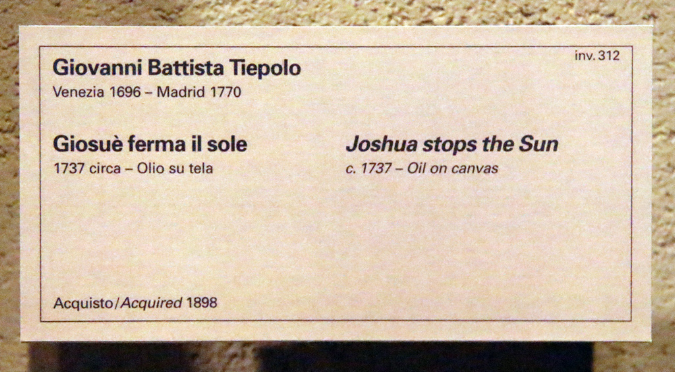 inv. 312
Giovanni Battista Tiepolo
Venezia 1696 – Madrid 1770
Giosuè ferma il sole
1737 circa – Olio su tela
Joshua stops the Sun
c. 1737 – Oil on canvas
Acquisto/Acquired 1898